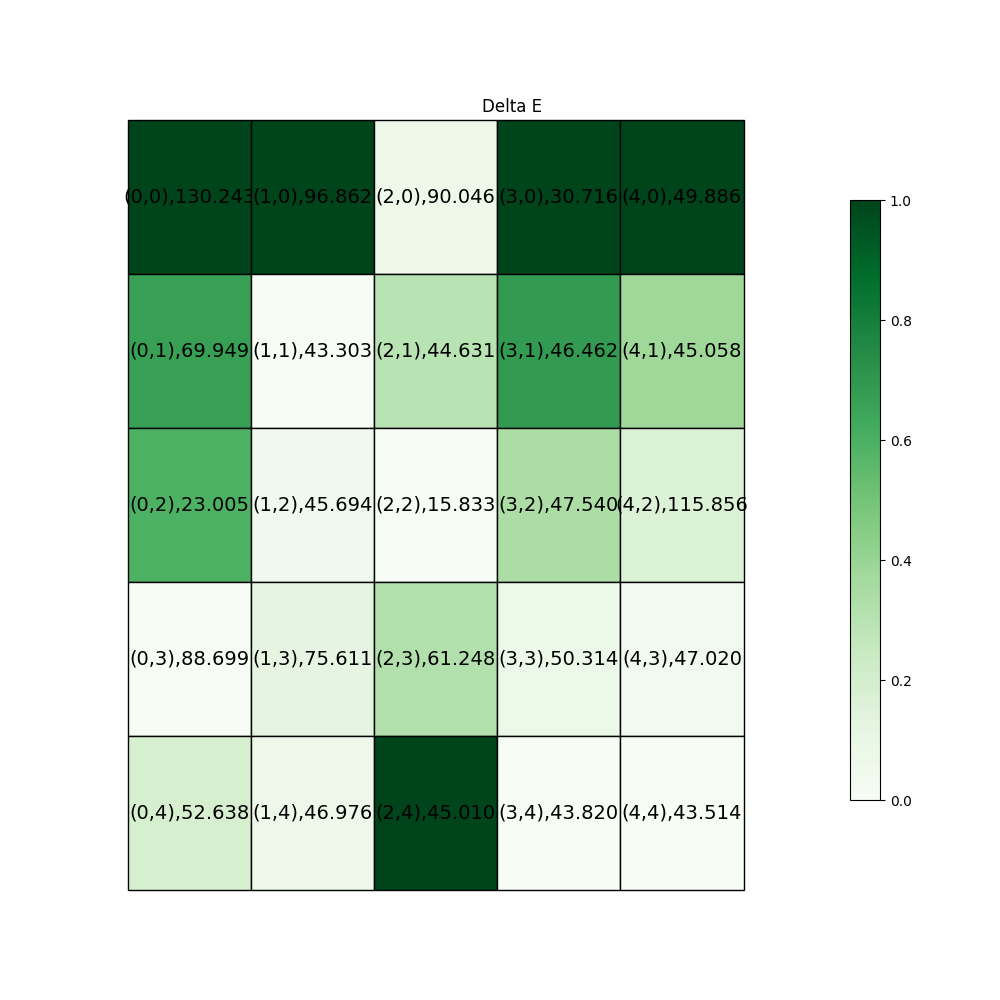 Delta E
(0,0),130.243 (1,0),96.862 (2,0),90.046 (3,0),30.716 (4,0),49.886
(0,1),69.949 (1,1),43.303 (2,1),44.631 (3,1),46.462 (4,1),45.058
(0,2),23.005 (1,2),45.694 (2,2),15.833 (3,2),47.540 (4,2),115.856
(0,3),88.699 (1,3),75.611 (2,3),61.248 (3,3),50.314 (4,3),47.020
(0,4),52.638 (1,4),46.976 (2,4),45.010 (3,4),43.820 (4,4),43.514
1.0
0.8
0.6
0.4
0.2
0.0